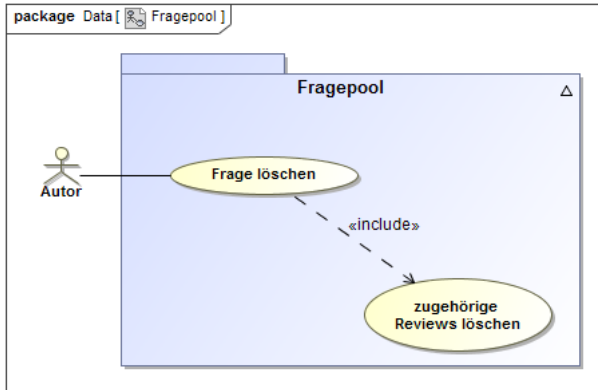 package Data [ Fragepool ]
Fragepool
Autor
Frage löschen
«include»
zugehörige
Reviews löschen